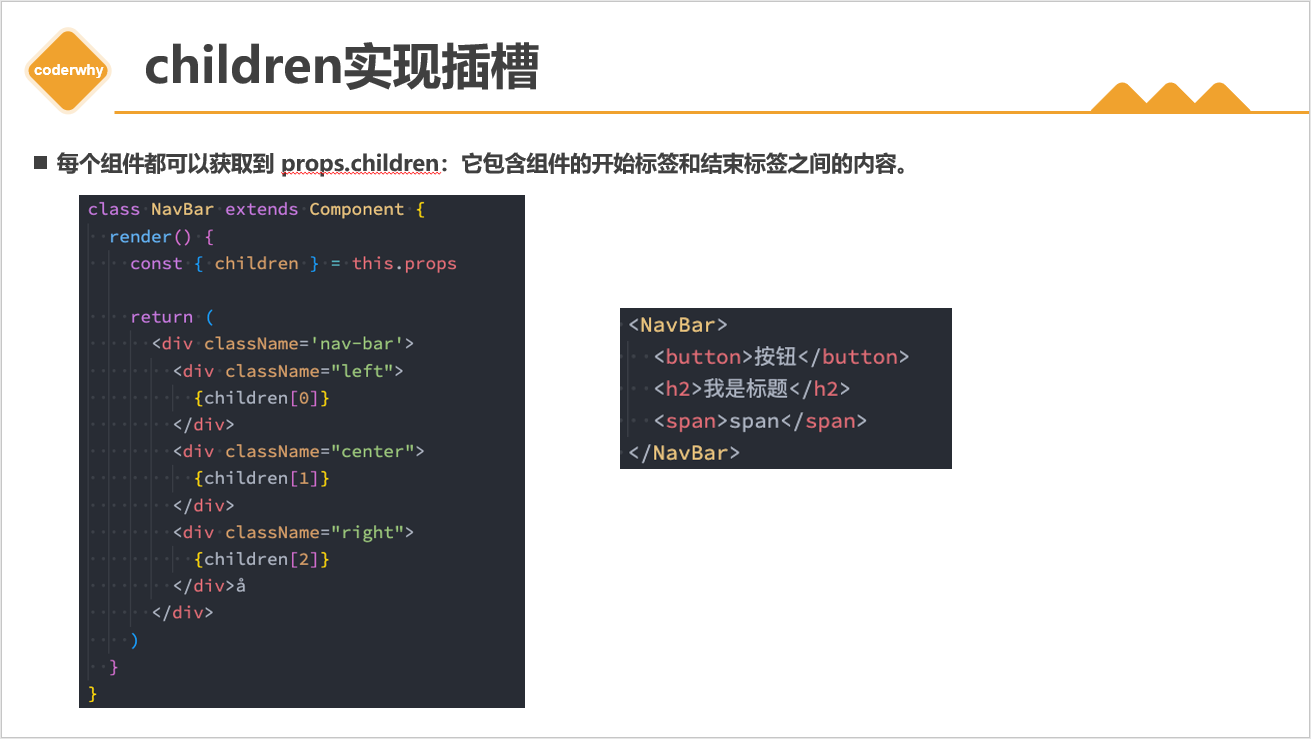 coderwhy
children实现插槽
每个组件都可以获取到 props.children：它包含组件的开始标签和结束标签之间的内容。
class NavBar extends Component {
  render() {
    const { children } = this.props
    return (
      <div className='nav-bar'>
        <div className="left">
          {children[0]}
        </div>
        <div className="center">
          {children[1]}
        </div>
        <div className="right">
          {children[2]}
        </div>å
      </div>
    )
  }
}
<NavBar>
  <button>按钮</button>
  <h2>我是标题</h2>
  <span>span</span>
</NavBar>